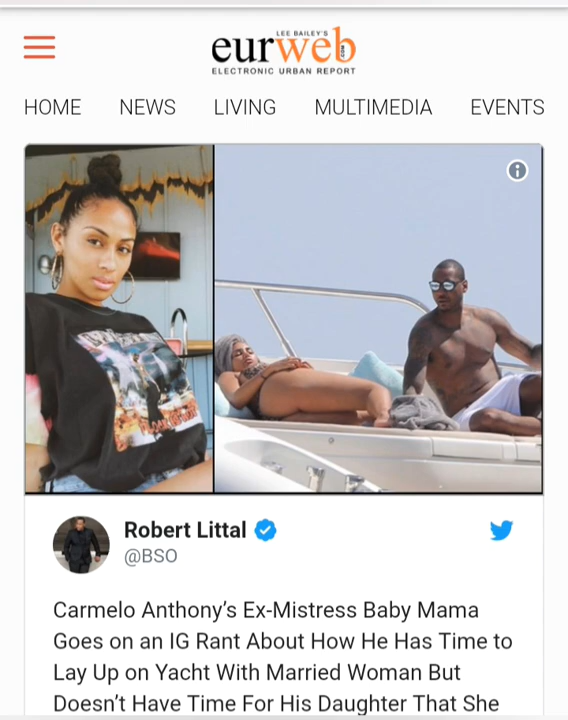 LEE BAILEY'S
eurweb
.COM
ELECTRONIC URBAN REPORT
HOME NEWS LIVING MULTIMEDIA EVENTS
Robert Littal
@BSO
Carmelo Anthony’s Ex-Mistress Baby Mama
Goes on an IG Rant About How He Has Time to
Lay Up on Yacht With Married Woman But
Doesn’t Have Time For His Daughter That She